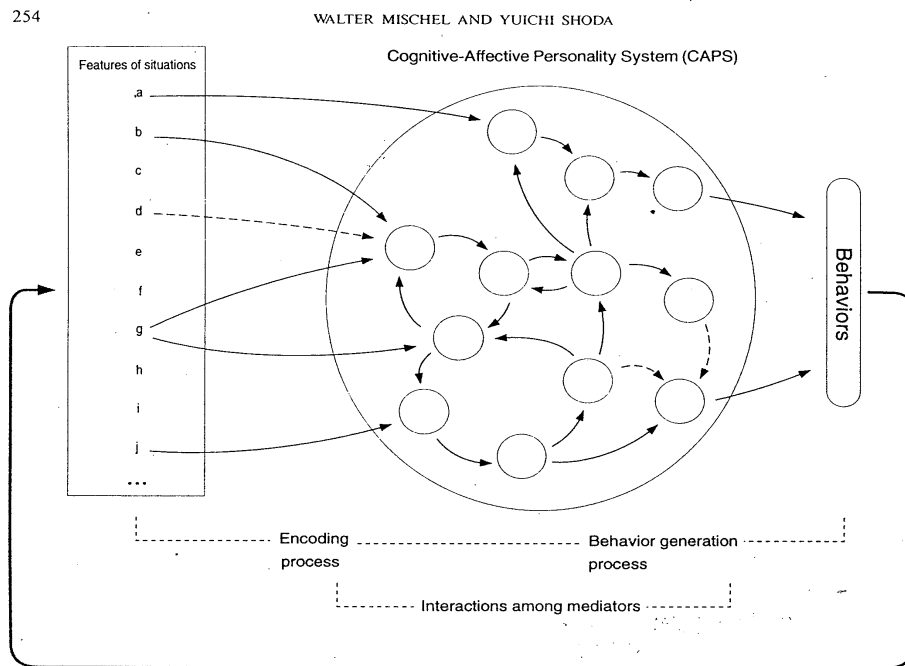 254
WALTER MISCHEL AND YUICHI SHODA
Cognitive-Affective Personality System (CAPS)
Features of situations
a
b
c
d
e
f
g
h
i
j
...
Behaviors
Encoding
process
Behavior generation
process
Interactions among mediators